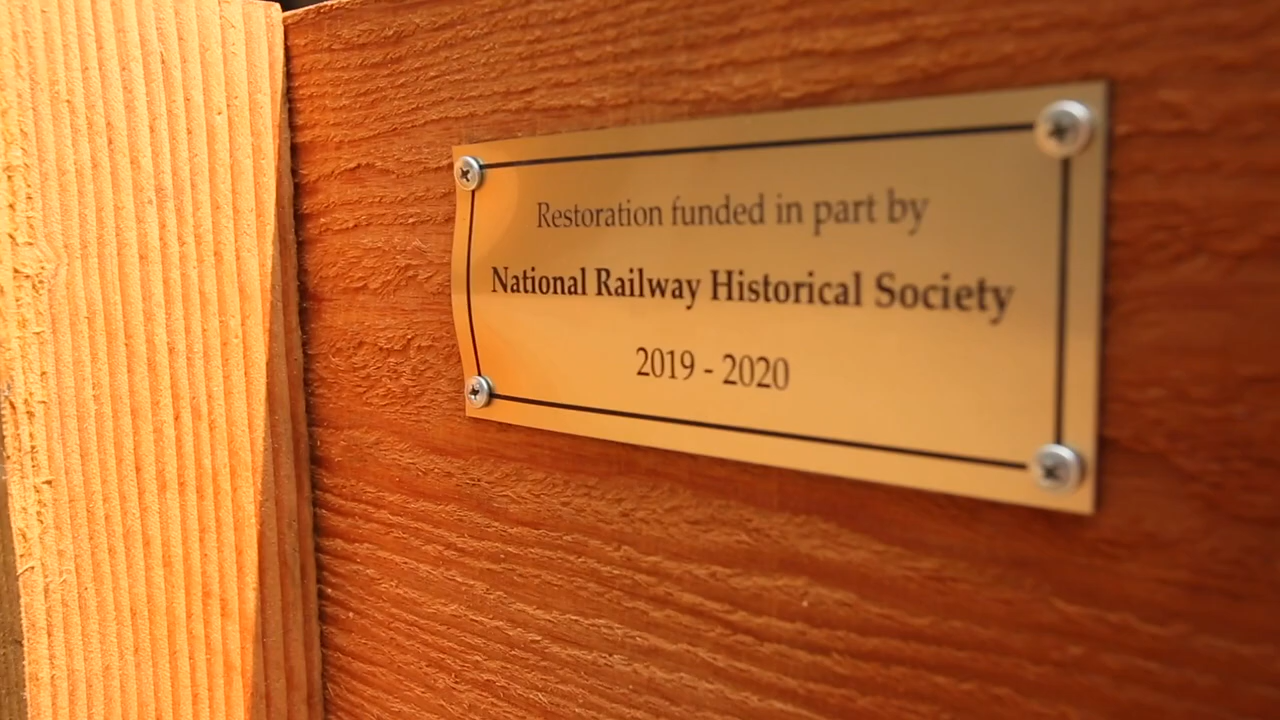 Restoration funded in part by
National Railway Historical Society
2019 - 2020